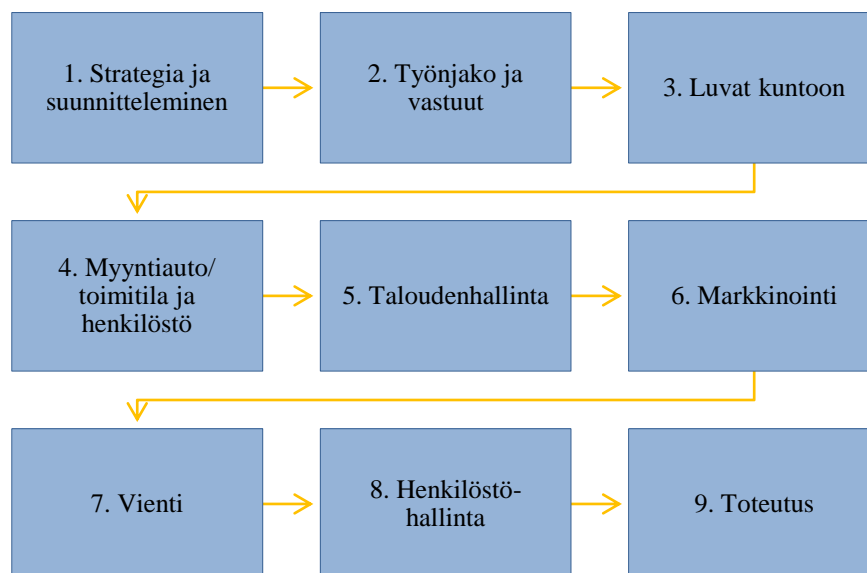 1. Strategia ja
suunnitteleminen
2. Työnjako ja
vastuut
3. Luvat kuntoon
4. Myyntiauto/
toimitila ja
henkilöstö
5. Taloudenhallinta
6. Markkinointi
7. Vienti
8. Henkilöstö-
hallinta
9. Toteutus